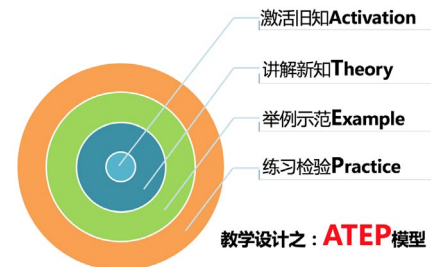 激活旧知Activation
讲解新知Theory
举例示范Example
练习检验Practice
教学设计之：ATEP模型